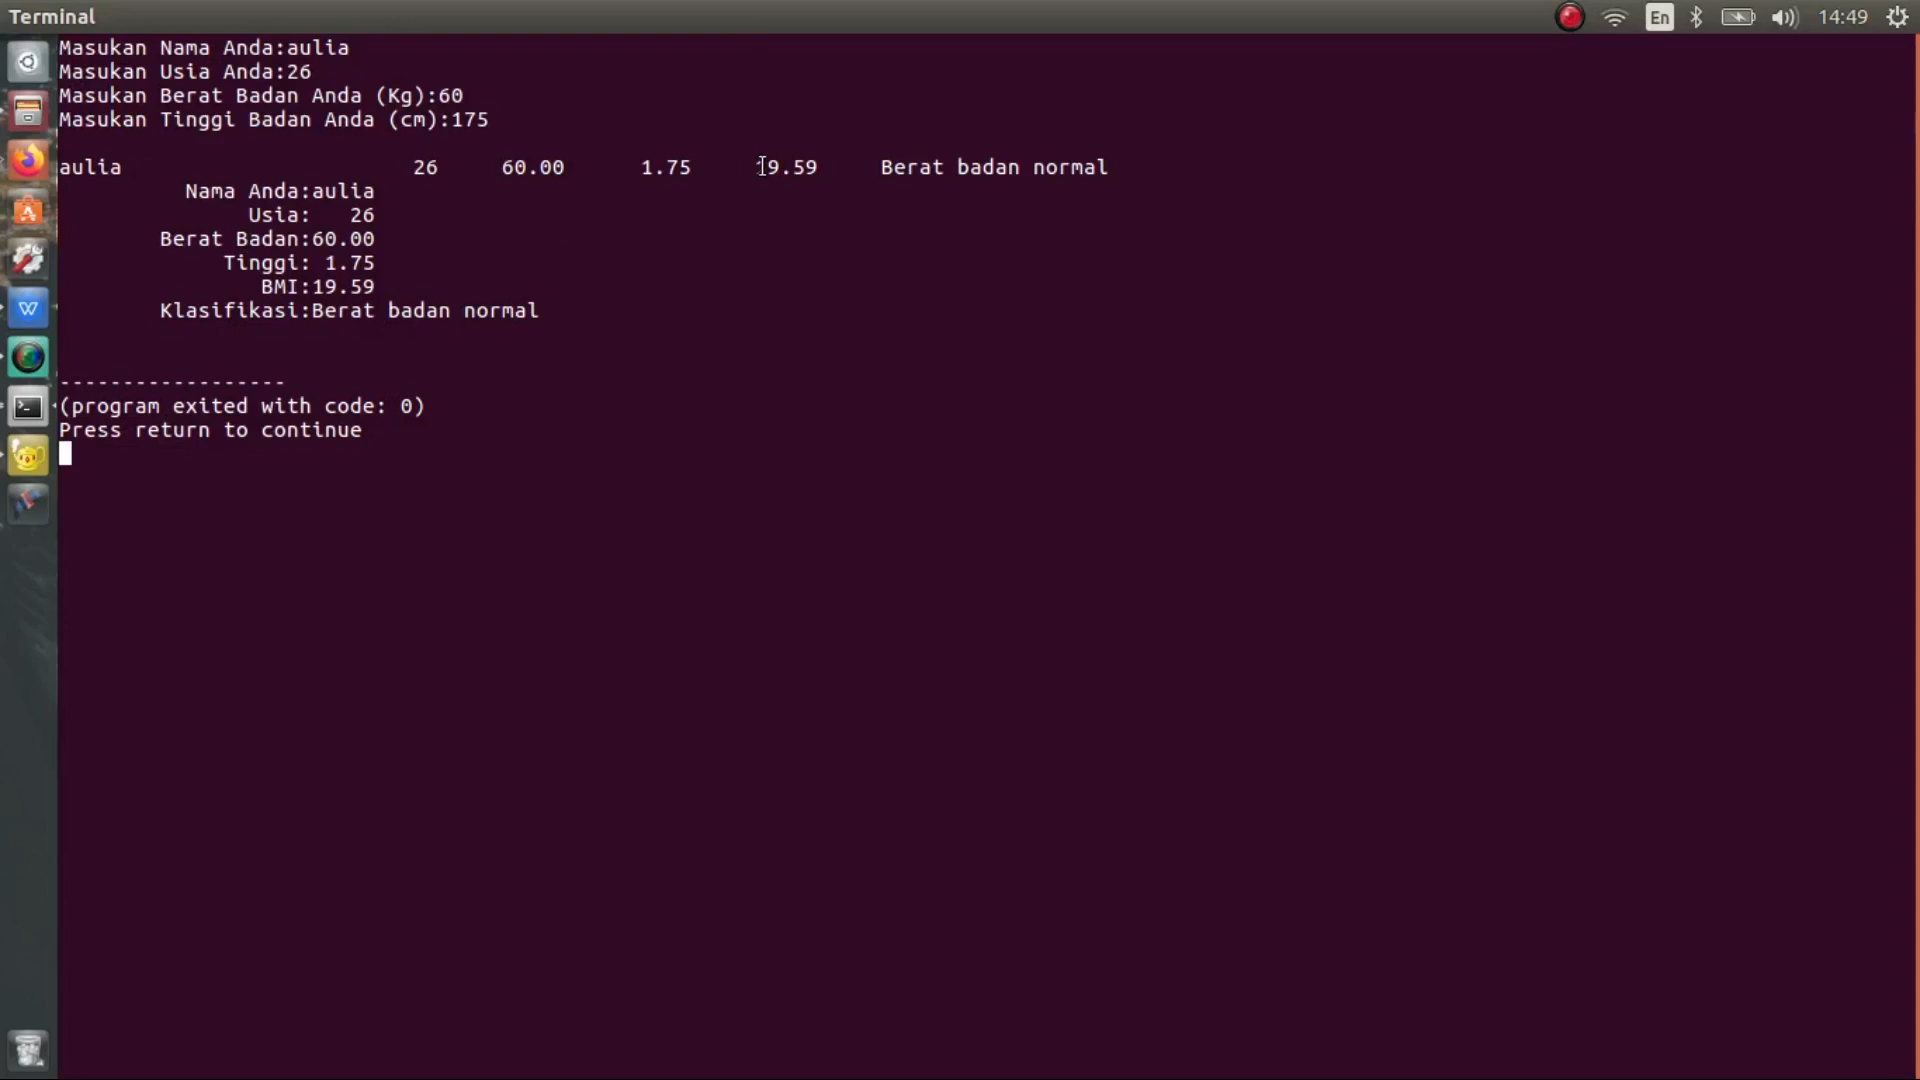 Terminal
En
14:49
Masukan Nama Anda:aulia
Masukan Usia Anda:26
Masukan Berat Badan Anda (Kg):60
Masukan Tinggi Badan Anda (cm):175
aulia 26 60.00 1.75 19.59 Berat badan normal
Nama Anda:aulia
Usia: 26
Berat Badan:60.00
Tinggi: 1.75
BMI:19.59
Klasifikasi:Berat badan normal
------------------
(program exited with code: 0)
Press return to continue